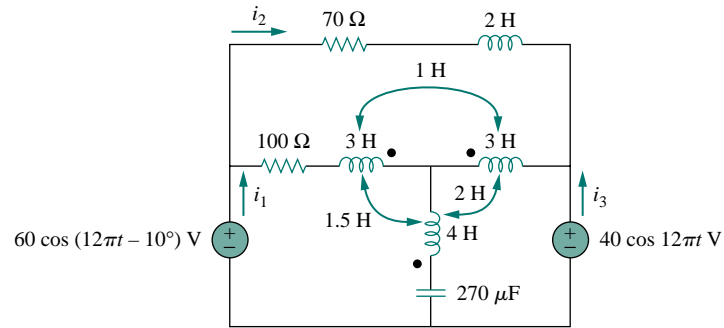 i₂
70 Ω
2 H
1 H
100 Ω
3 H
3 H
i₁
1.5 H
2 H
i₃
4 H
60 cos (12πt – 10°) V
+
–
+
–
40 cos 12πt V
270 μF